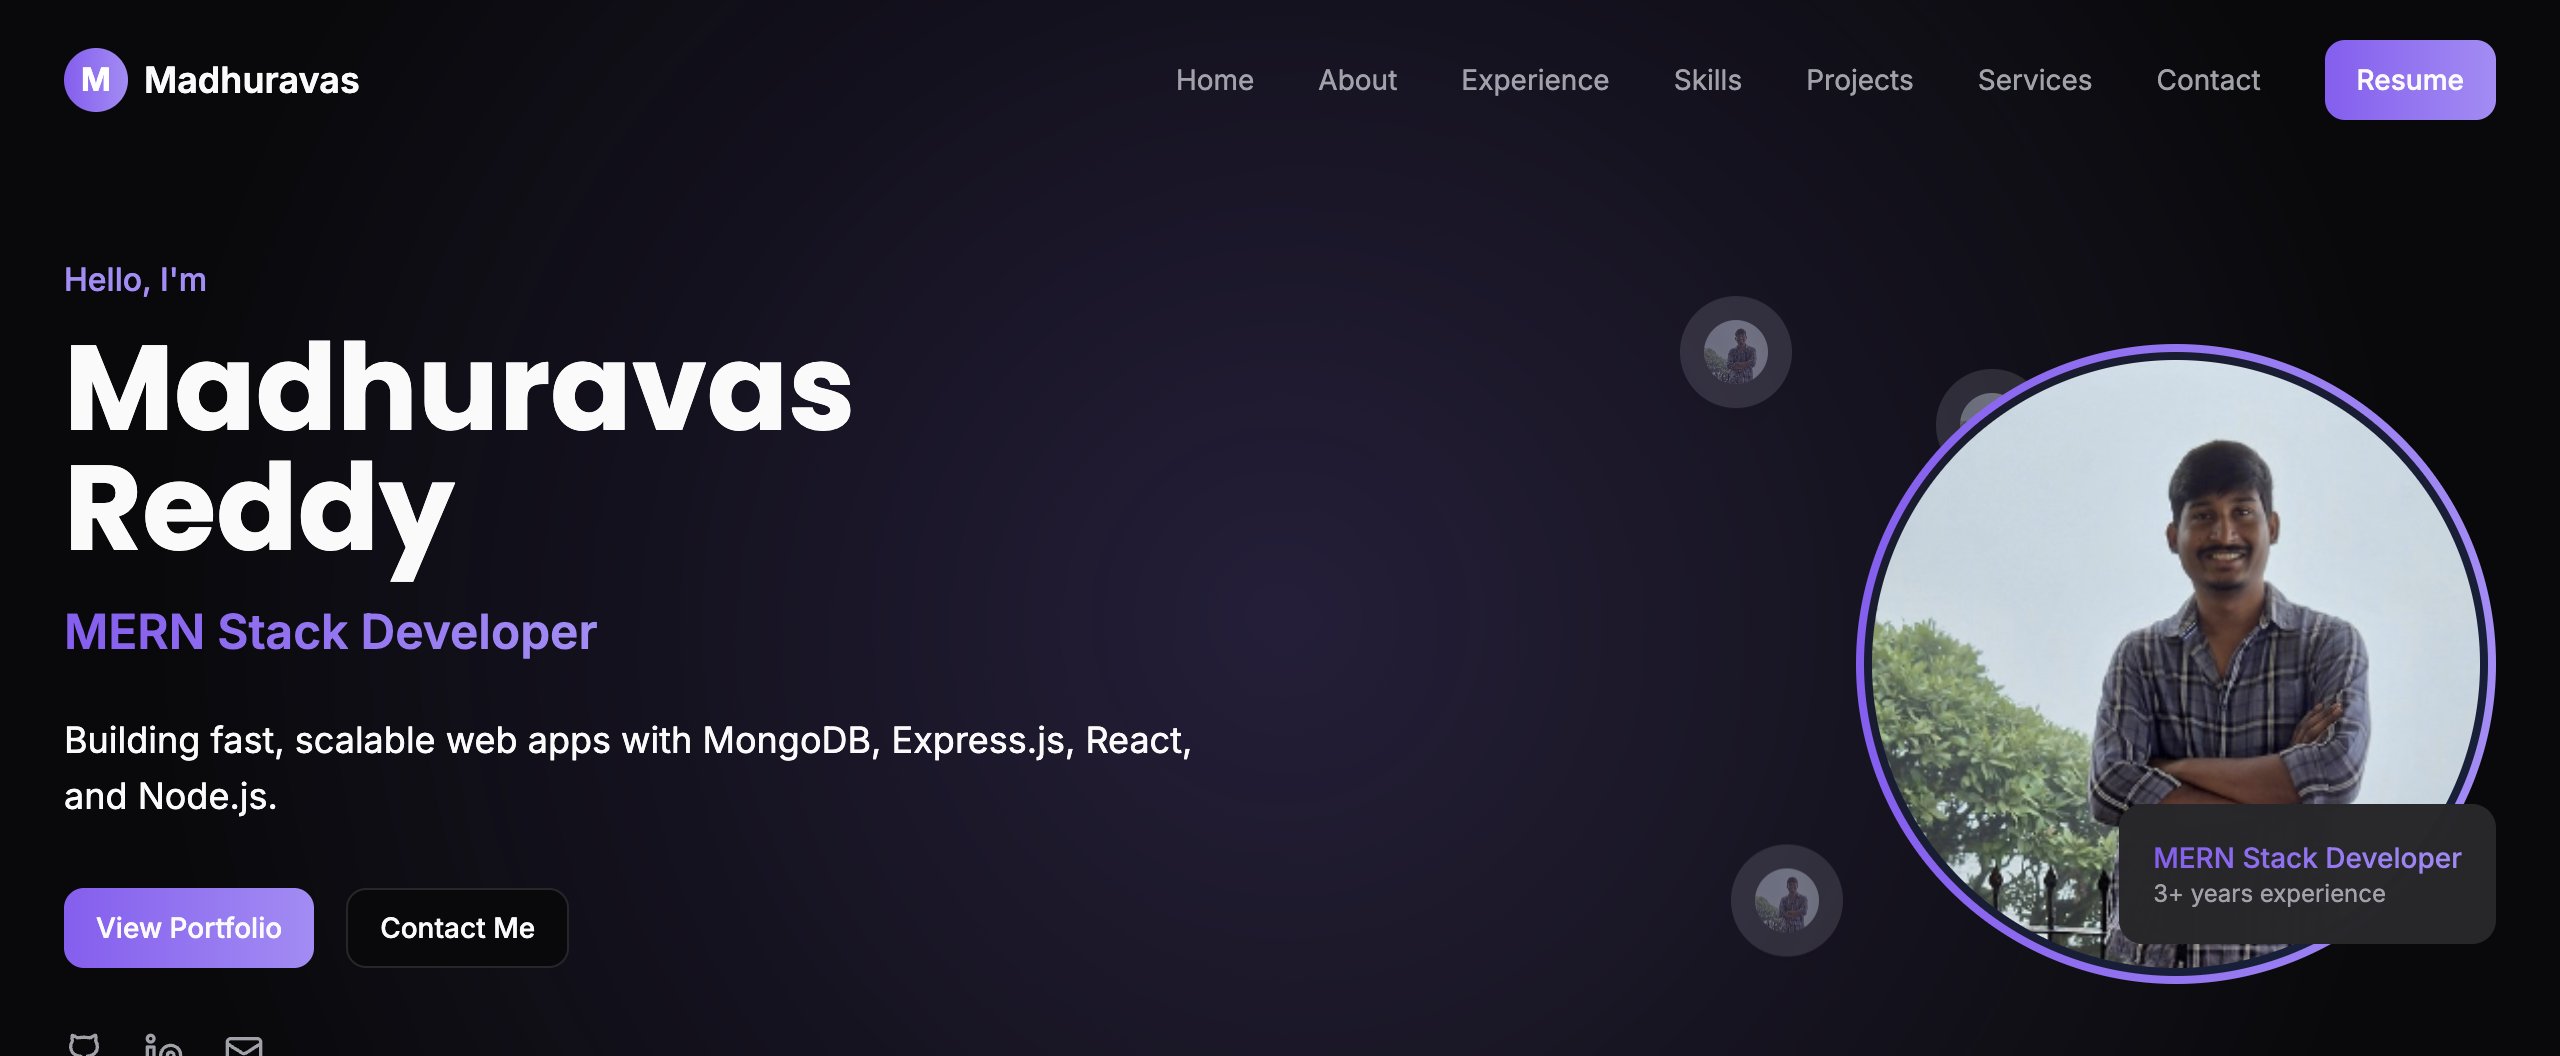 M Madhuravas
Home About Experience Skills Projects Services Contact Resume
Hello, I'm
Madhuravas
Reddy
MERN Stack Developer
Building fast, scalable web apps with MongoDB, Express.js, React,
and Node.js.
View Portfolio Contact Me
MERN Stack Developer
3+ years experience